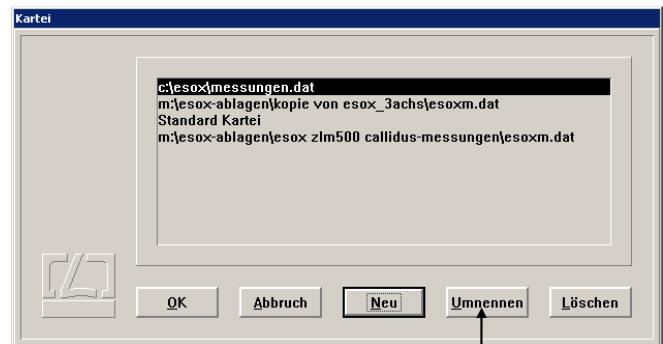 Kartei
c:\esox\messungen.dat
m:\esox-ablagen\kopie von esox_3achs\esoxm.dat
Standard Kartei
m:\esox-ablagen\esox zlm500 callidus-messungen\esoxm.dat
OK Abbruch Neu Umnennen Löschen